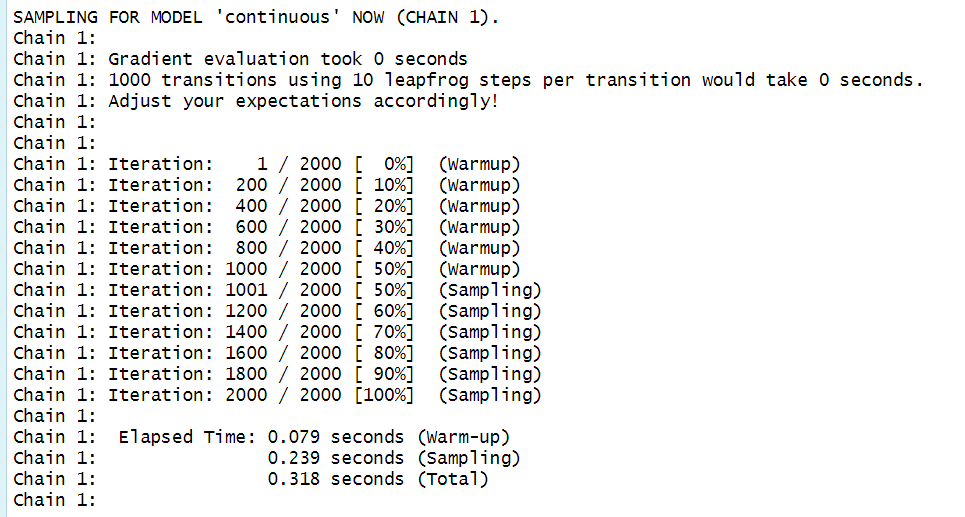 SAMPLING FOR MODEL 'continuous' NOW (CHAIN 1).
Chain 1:
Chain 1: Gradient evaluation took 0 seconds
Chain 1: 1000 transitions using 10 leapfrog steps per transition would take 0 seconds.
Chain 1: Adjust your expectations accordingly!
Chain 1:
Chain 1:
Chain 1: Iteration:    1 / 2000 [  0%]  (Warmup)
Chain 1: Iteration:  200 / 2000 [ 10%]  (Warmup)
Chain 1: Iteration:  400 / 2000 [ 20%]  (Warmup)
Chain 1: Iteration:  600 / 2000 [ 30%]  (Warmup)
Chain 1: Iteration:  800 / 2000 [ 40%]  (Warmup)
Chain 1: Iteration: 1000 / 2000 [ 50%]  (Warmup)
Chain 1: Iteration: 1001 / 2000 [ 50%]  (Sampling)
Chain 1: Iteration: 1200 / 2000 [ 60%]  (Sampling)
Chain 1: Iteration: 1400 / 2000 [ 70%]  (Sampling)
Chain 1: Iteration: 1600 / 2000 [ 80%]  (Sampling)
Chain 1: Iteration: 1800 / 2000 [ 90%]  (Sampling)
Chain 1: Iteration: 2000 / 2000 [100%]  (Sampling)
Chain 1:
Chain 1:  Elapsed Time: 0.079 seconds (Warm-up)
Chain 1:                0.239 seconds (Sampling)
Chain 1:                0.318 seconds (Total)
Chain 1: